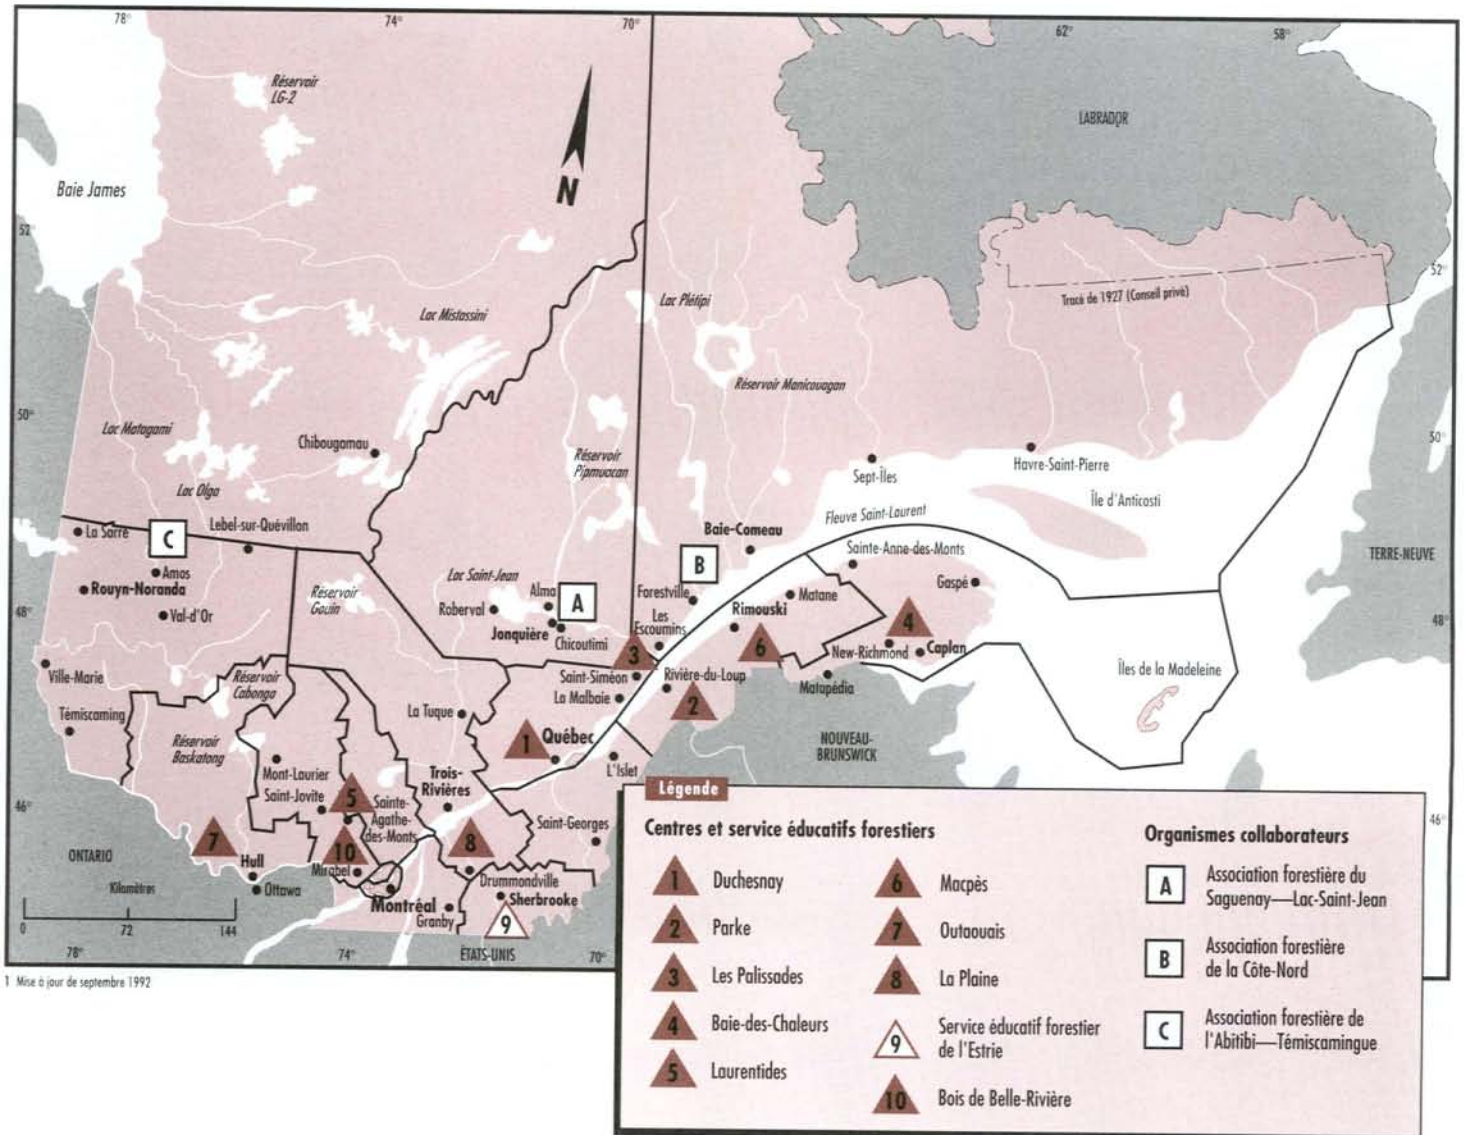 78°
74°
70°
62°
58°
Réservoir
LG-2
LABRADOR
Baie James
N
52°
52°
Tracé de 1927 (Conseil privé)
Lac Plétipi
Lac Mistassini
Réservoir Manicouagan
50°
Lac Matagami
Chibougamau
50°
Réservoir
Pipmuacan
Havre-Saint-Pierre
Sept-Îles
Lac Olga
Île d'Anticosti
Fleuve Saint-Laurent
La Sarre
C
Lebel-sur-Quévillon
Baie-Comeau
Sainte-Anne-des-Monts
TERRE-NEUVE
Amos
B
Rouyn-Noranda
Réservoir
Gouin
Lac Saint-Jean
Alma
A
Forestville
Matane
Gaspé
48°
Val-d'Or
Roberval
Les
Escoumins
Rimouski
4
48°
Jonquière
Chicoutimi
3
6
New-Richmond
Caplan
Ville-Marie
Réservoir
Cabonga
Saint-Siméon
Rivière-du-Loup
Matapédia
Îles de la Madeleine
La Malbaie
2
Témiscaming
La Tuque
Réservoir
Baskatong
1
Québec
NOUVEAU-
BRUNSWICK
L'Islet
Mont-Laurier
Trois-
Rivières
Saint-Jovite
5
Sainte-
Agathe-
des-Monts
46°
46°
Saint-Georges
7
10
8
ONTARIO
Hull
Mirabel
Kilomètres
Ottawa
Drummondville
Montréal
Sherbrooke
Granby
9
0
72
144
78°
74°
ÉTATS-UNIS
70°
1 Mise à jour de septembre 1992
Légende
Centres et service éducatifs forestiers
1 Duchesnay
2 Parke
3 Les Palissades
4 Baie-des-Chaleurs
5 Laurentides
6 Macpès
7 Outaouais
8 La Plaine
9 Service éducatif forestier
de l'Estrie
10 Bois de Belle-Rivière
Organismes collaborateurs
A Association forestière du
Saguenay—Lac-Saint-Jean
B Association forestière
de la Côte-Nord
C Association forestière de
l'Abitibi—Témiscamingue